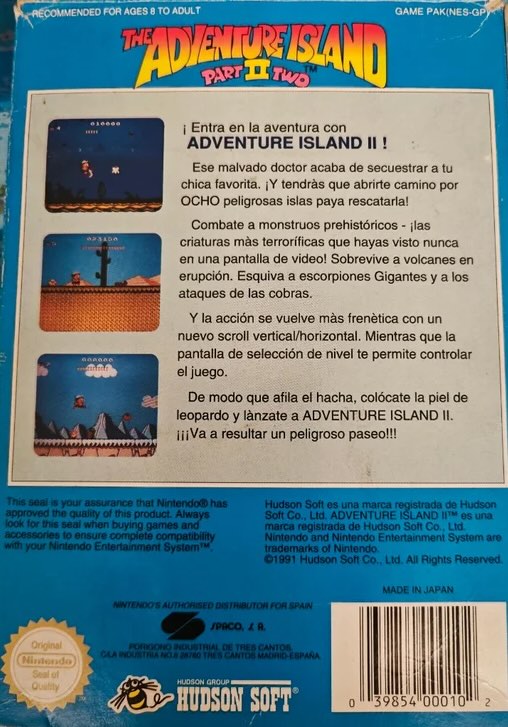 RECOMMENDED FOR AGES 8 TO ADULT
GAME PAK(NES-GP)
THE ADVENTURE ISLAND
PART II TWO™
¡ Entra en la aventura con
ADVENTURE ISLAND II !
Ese malvado doctor acaba de secuestrar a tu
chica favorita. ¡Y tendràs que abrirte camino por
OCHO peligrosas islas paya rescatarla!
Combate a monstruos prehistóricos - ¡las
criaturas màs terroríficas que hayas visto nunca
en una pantalla de video! Sobrevive a volcanes en
erupción. Esquiva a escorpiones Gigantes y a los
ataques de las cobras.
Y la acción se vuelve màs frenètica con un
nuevo scroll vertical/horizontal. Mientras que la
pantalla de selección de nivel te permite controlar
el juego.
De modo que afila el hacha, colócate la piel de
leopardo y lànzate a ADVENTURE ISLAND II.
¡¡¡Va a resultar un peligroso paseo!!!
This seal is your assurance that Nintendo® has
approved the quality of this product. Always
look for this seal when buying games and
accessories to ensure complete compatibility
with your Nintendo Entertainment System™.
Hudson Soft es una marca registrada de Hudson
Soft Co., Ltd. ADVENTURE ISLAND II™ es una
marca registrada de Hudson Soft Co., Ltd.
Nintendo and Nintendo Entertainment System are
trademarks of Nintendo.
©1991 Hudson Soft Co., Ltd. All Rights Reserved.
MADE IN JAPAN
NINTENDO'S AUTHORISED DISTRIBUTOR FOR SPAIN
SPACO, S.A.
PORIGONO INDUSTRIAL DE TRES CANTOS
C/LA INDUSTRIA N.º 8 28760 TRES CANTOS MADRID-ESPAÑA
Original
Nintendo
Seal of
Quality
HUDSON GROUP
HUDSON SOFT®
0 39854 00010 2